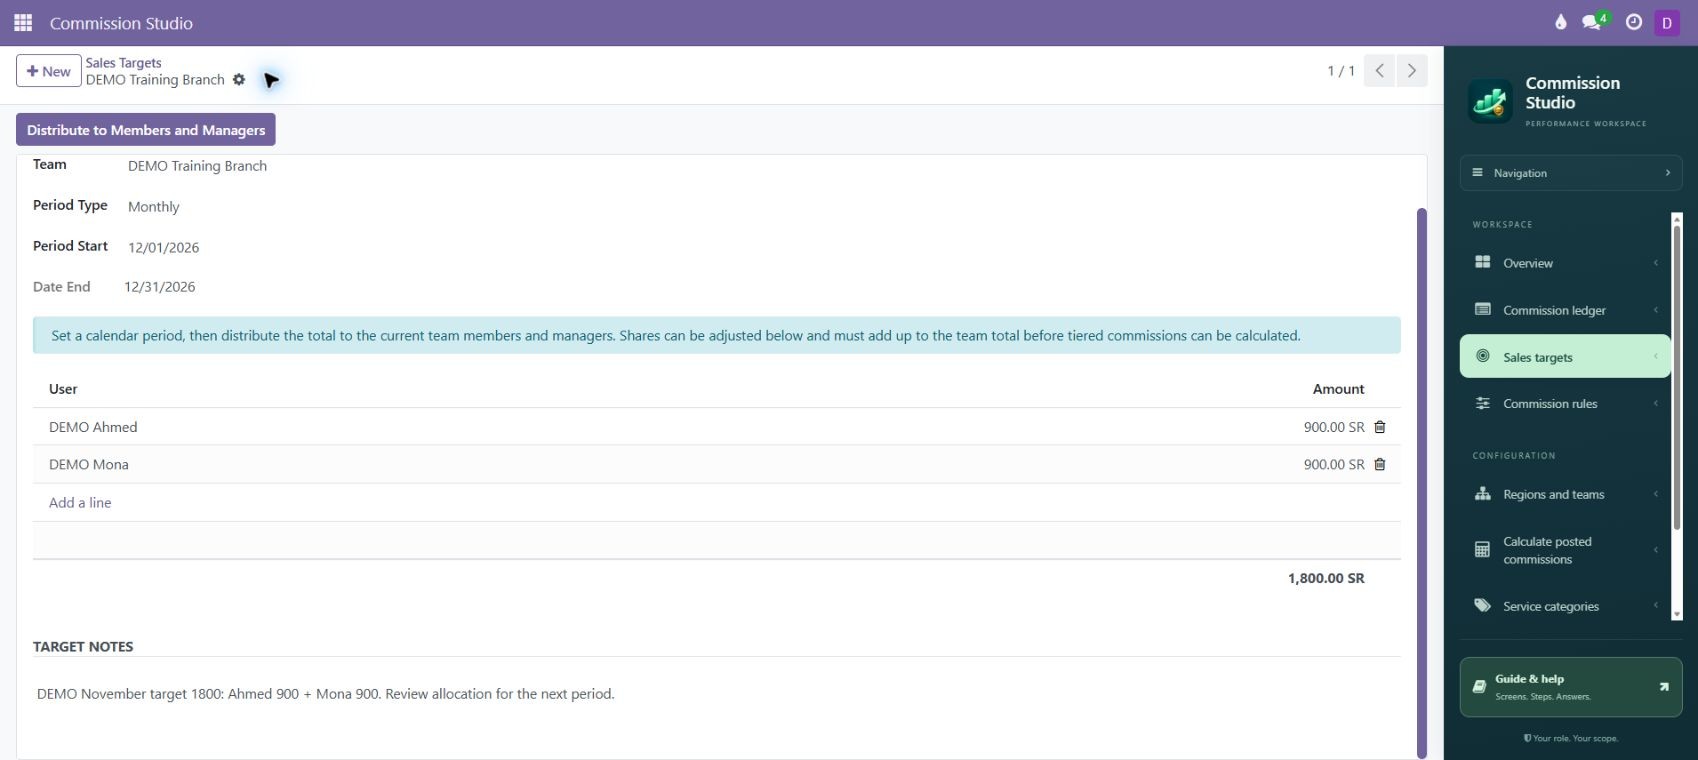 Commission Studio
4
D
New
Sales Targets
DEMO Training Branch
1 / 1
Distribute to Members and Managers
Team DEMO Training Branch
Period Type Monthly
Period Start 12/01/2026
Date End 12/31/2026
Set a calendar period, then distribute the total to the current team members and managers. Shares can be adjusted below and must add up to the team total before tiered commissions can be calculated.
User Amount
DEMO Ahmed 900.00 SR
DEMO Mona 900.00 SR
Add a line
1,800.00 SR
TARGET NOTES
DEMO November target 1800: Ahmed 900 + Mona 900. Review allocation for the next period.
Commission
Studio
PERFORMANCE WORKSPACE
Navigation
WORKSPACE
Overview
Commission ledger
Sales targets
Commission rules
CONFIGURATION
Regions and teams
Calculate posted
commissions
Service categories
Guide & help
Screens. Steps. Answers.
Your role. Your scope.